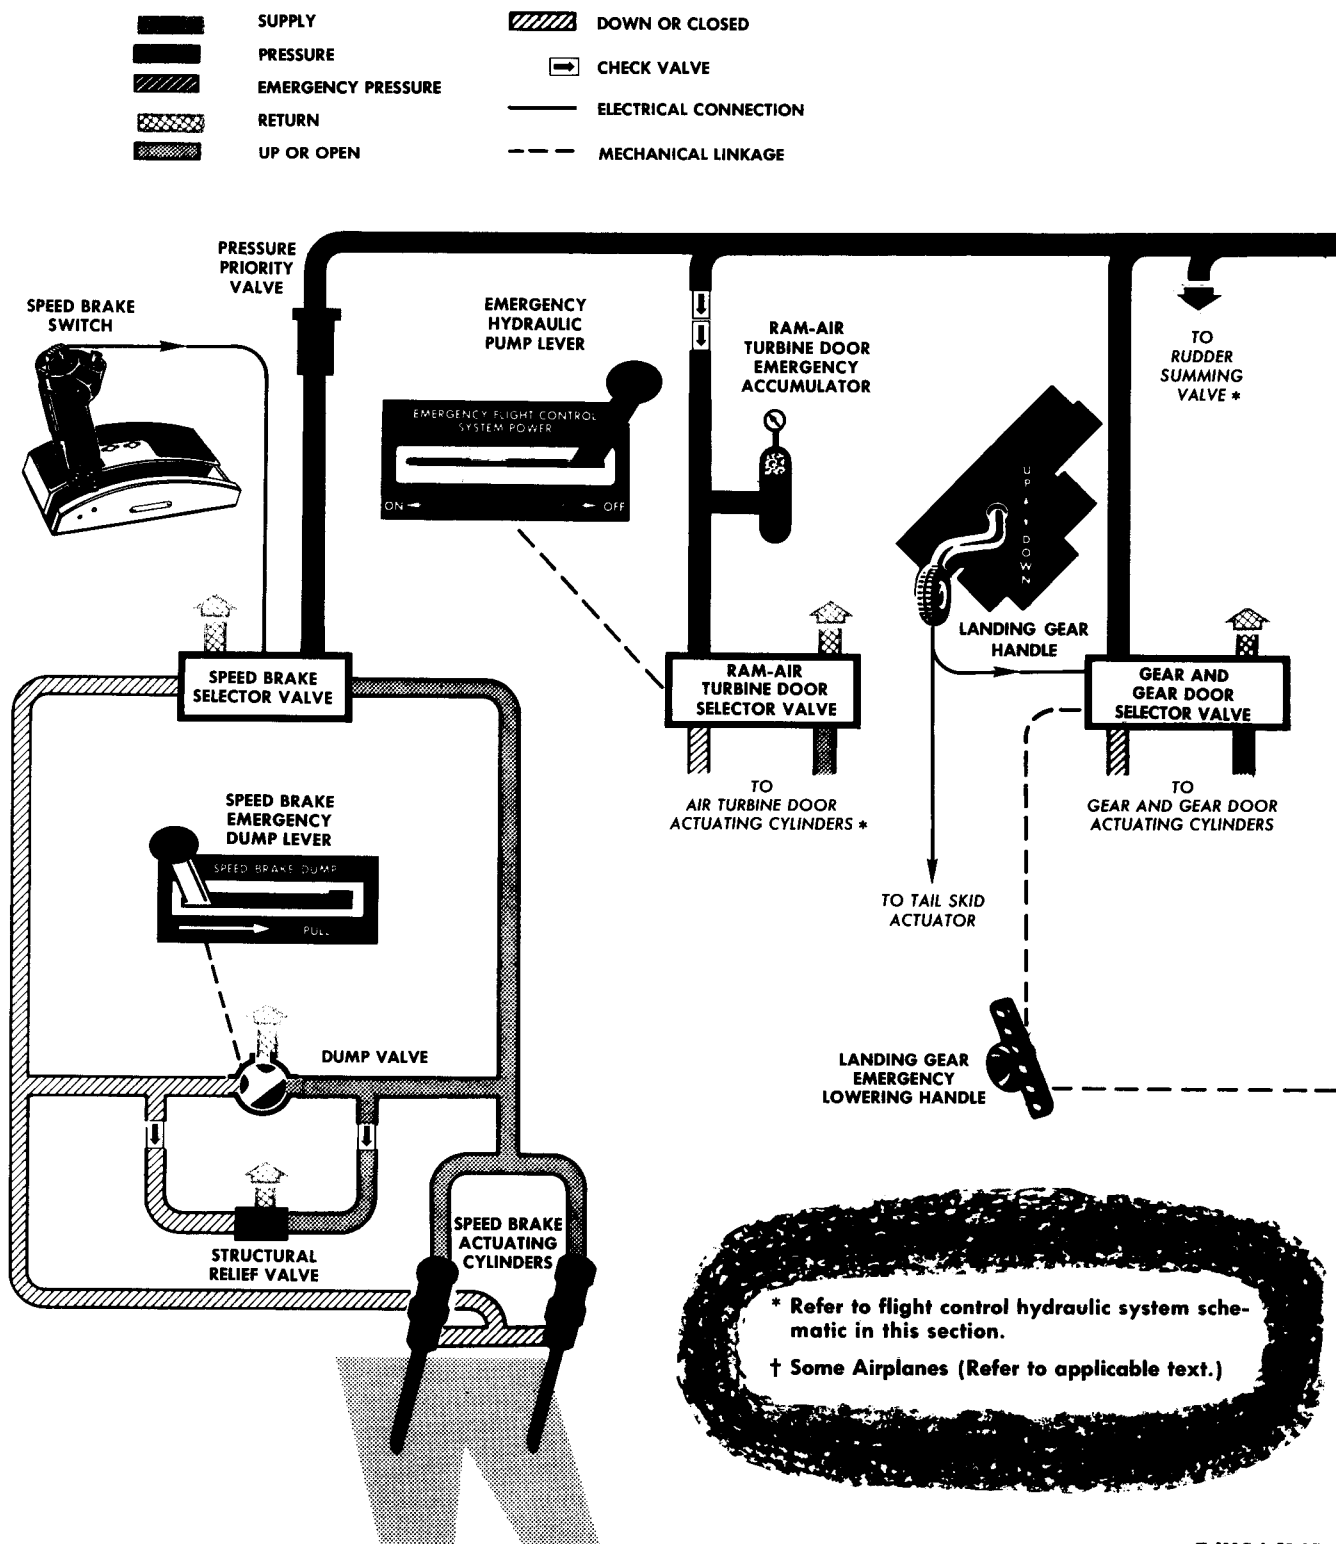 SUPPLY
PRESSURE
EMERGENCY PRESSURE
RETURN
UP OR OPEN
DOWN OR CLOSED
CHECK VALVE
ELECTRICAL CONNECTION
MECHANICAL LINKAGE
PRESSURE
PRIORITY
VALVE
SPEED BRAKE
SWITCH
EMERGENCY
HYDRAULIC
PUMP LEVER
EMERGENCY FLIGHT CONTROL
SYSTEM POWER
ON
OFF
RAM-AIR
TURBINE DOOR
EMERGENCY
ACCUMULATOR
TO
RUDDER
SUMMING
VALVE *
UP
DOWN
LANDING GEAR
HANDLE
SPEED BRAKE
SELECTOR VALVE
RAM-AIR
TURBINE DOOR
SELECTOR VALVE
GEAR AND
GEAR DOOR
SELECTOR VALVE
TO
AIR TURBINE DOOR
ACTUATING CYLINDERS *
TO
GEAR AND GEAR DOOR
ACTUATING CYLINDERS
SPEED BRAKE
EMERGENCY
DUMP LEVER
SPEED BRAKE DUMP
PULL
TO TAIL SKID
ACTUATOR
DUMP VALVE
LANDING GEAR
EMERGENCY
LOWERING HANDLE
STRUCTURAL
RELIEF VALVE
SPEED BRAKE
ACTUATING
CYLINDERS
* Refer to flight control hydraulic system sche-
matic in this section.
† Some Airplanes (Refer to applicable text.)